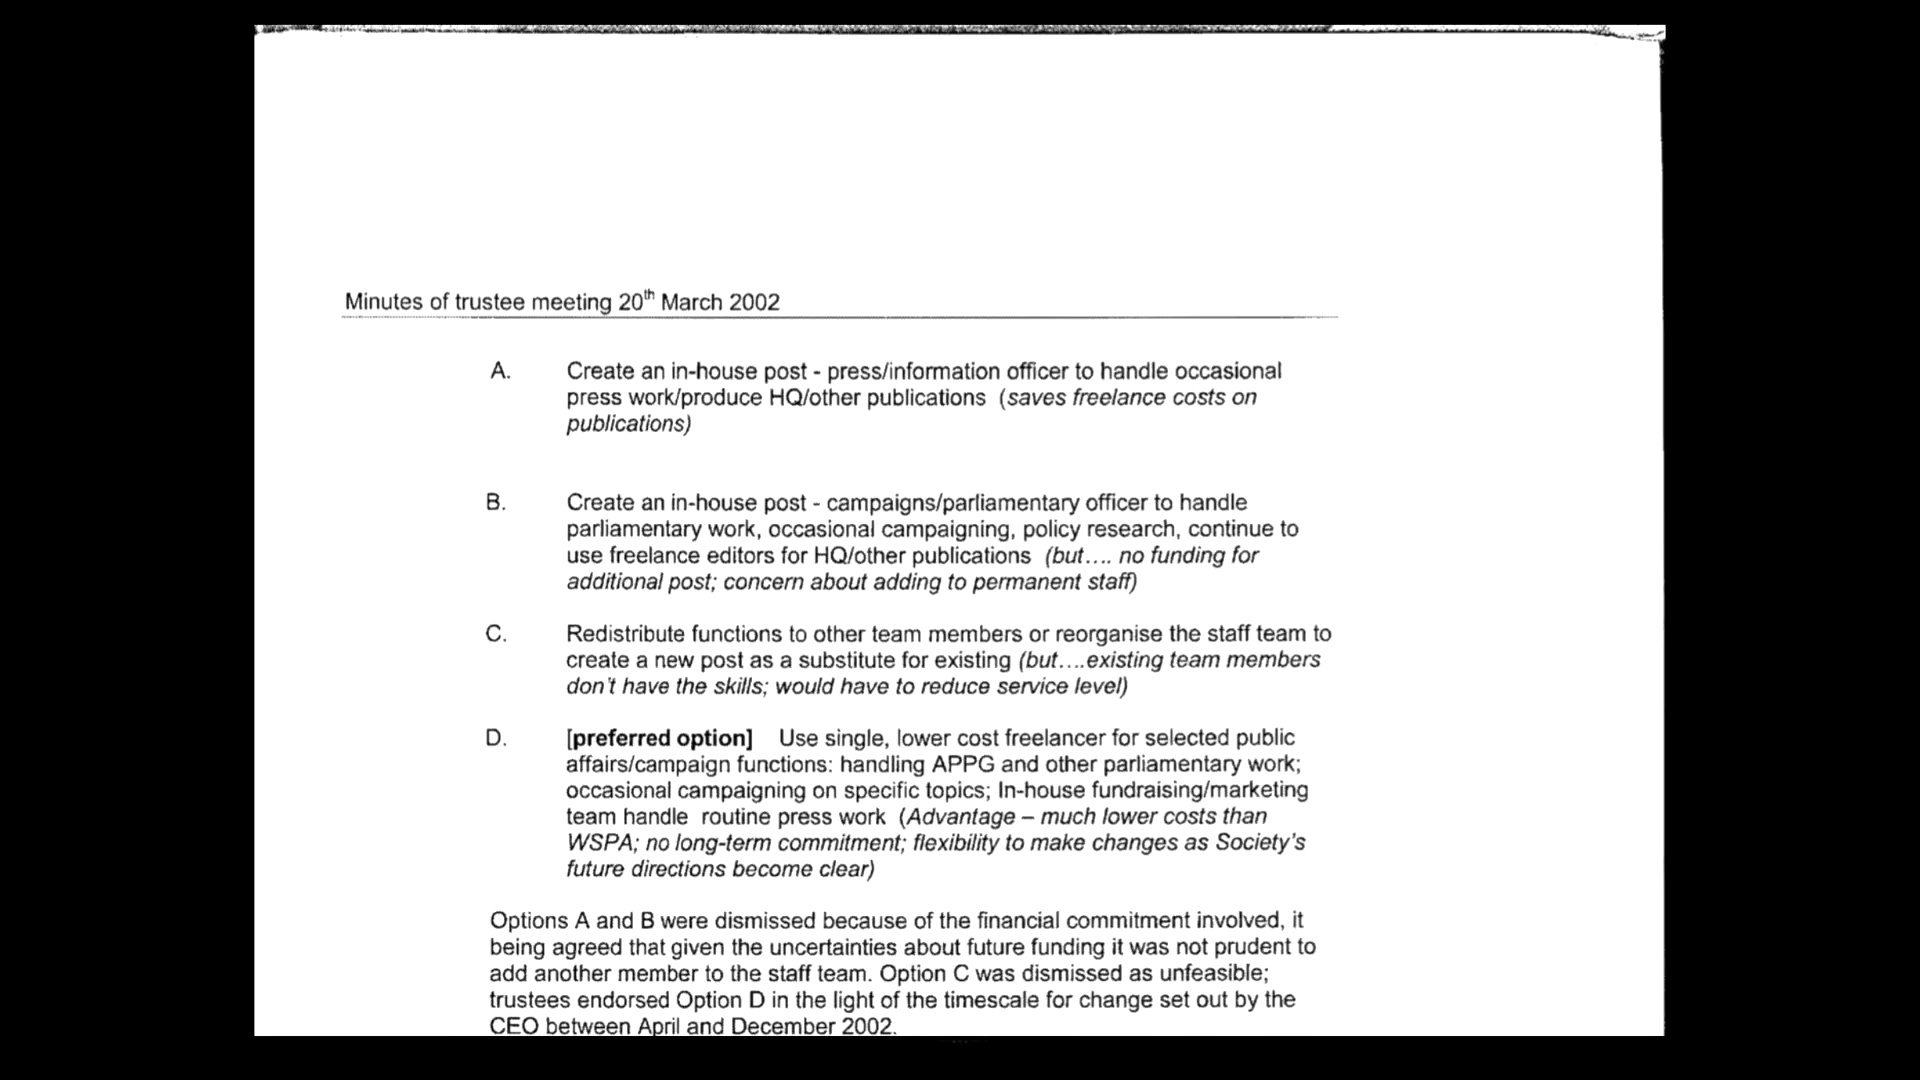 Minutes of trustee meeting 20th March 2002
A. Create an in-house post - press/information officer to handle occasional
press work/produce HQ/other publications (saves freelance costs on
publications)
B. Create an in-house post - campaigns/parliamentary officer to handle
parliamentary work, occasional campaigning, policy research, continue to
use freelance editors for HQ/other publications (but.... no funding for
additional post; concern about adding to permanent staff)
C. Redistribute functions to other team members or reorganise the staff team to
create a new post as a substitute for existing (but....existing team members
don't have the skills; would have to reduce service level)
D. [preferred option] Use single, lower cost freelancer for selected public
affairs/campaign functions: handling APPG and other parliamentary work;
occasional campaigning on specific topics; In-house fundraising/marketing
team handle routine press work (Advantage – much lower costs than
WSPA; no long-term commitment; flexibility to make changes as Society's
future directions become clear)
Options A and B were dismissed because of the financial commitment involved, it
being agreed that given the uncertainties about future funding it was not prudent to
add another member to the staff team. Option C was dismissed as unfeasible;
trustees endorsed Option D in the light of the timescale for change set out by the
CEO between April and December 2002.